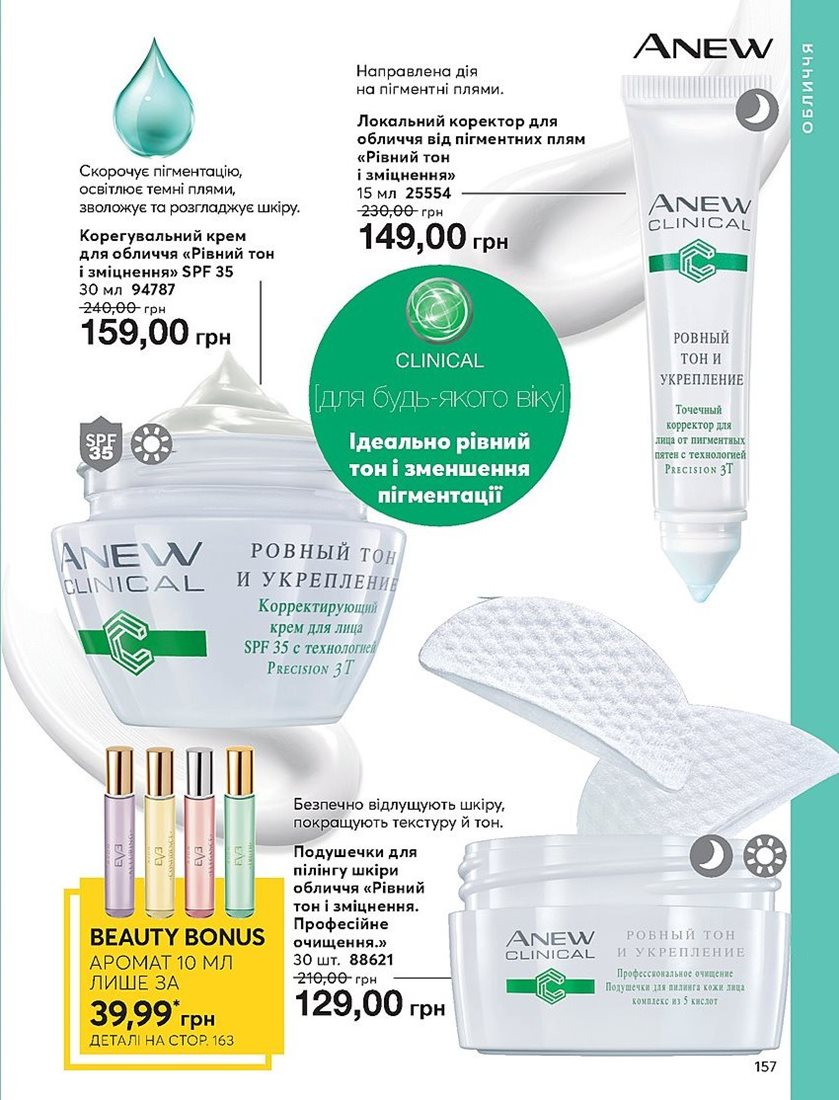 ANEW
ОБЛИЧЧЯ
Направлена дія
на пігментні плями.
Локальний коректор для
обличчя від пігментних плям
«Рівний тон
і зміцнення»
15 мл 25554
230,00 грн
149,00 грн
Скорочує пігментацію,
освітлює темні плями,
зволожує та розгладжує шкіру.
Корегувальний крем
для обличчя «Рівний тон
і зміцнення» SPF 35
30 мл 94787
240,00 грн
159,00 грн
CLINICAL
[для будь-якого віку]
Ідеально рівний
тон і зменшення
пігментації
ANEW
CLINICAL
РОВНЫЙ
ТОН И
УКРЕПЛЕНИЕ
Точечный
корректор для
лица от пигментных
пятен с технологией
PRECISION 3T
SPF
35
ANEW
CLINICAL
РОВНЫЙ ТОН
И УКРЕПЛЕНИЕ
Корректирующий
крем для лица
SPF 35 с технологией
PRECISION 3T
EVE
EVE
EVE
EVE
BEAUTY BONUS
АРОМАТ 10 МЛ
ЛИШЕ ЗА
39,99* грн
ДЕТАЛІ НА СТОР. 163
Безпечно відлущують шкіру,
покращують текстуру й тон.
Подушечки для
пілінгу шкіри
обличчя «Рівний
тон і зміцнення.
Професійне
очищення.»
30 шт. 88621
210,00 грн
129,00 грн
ANEW
CLINICAL
РОВНЫЙ ТОН
И УКРЕПЛЕНИЕ
Профессиональное очищение
Подушечки для пилинга кожи лица
комплекс из 5 кислот
157